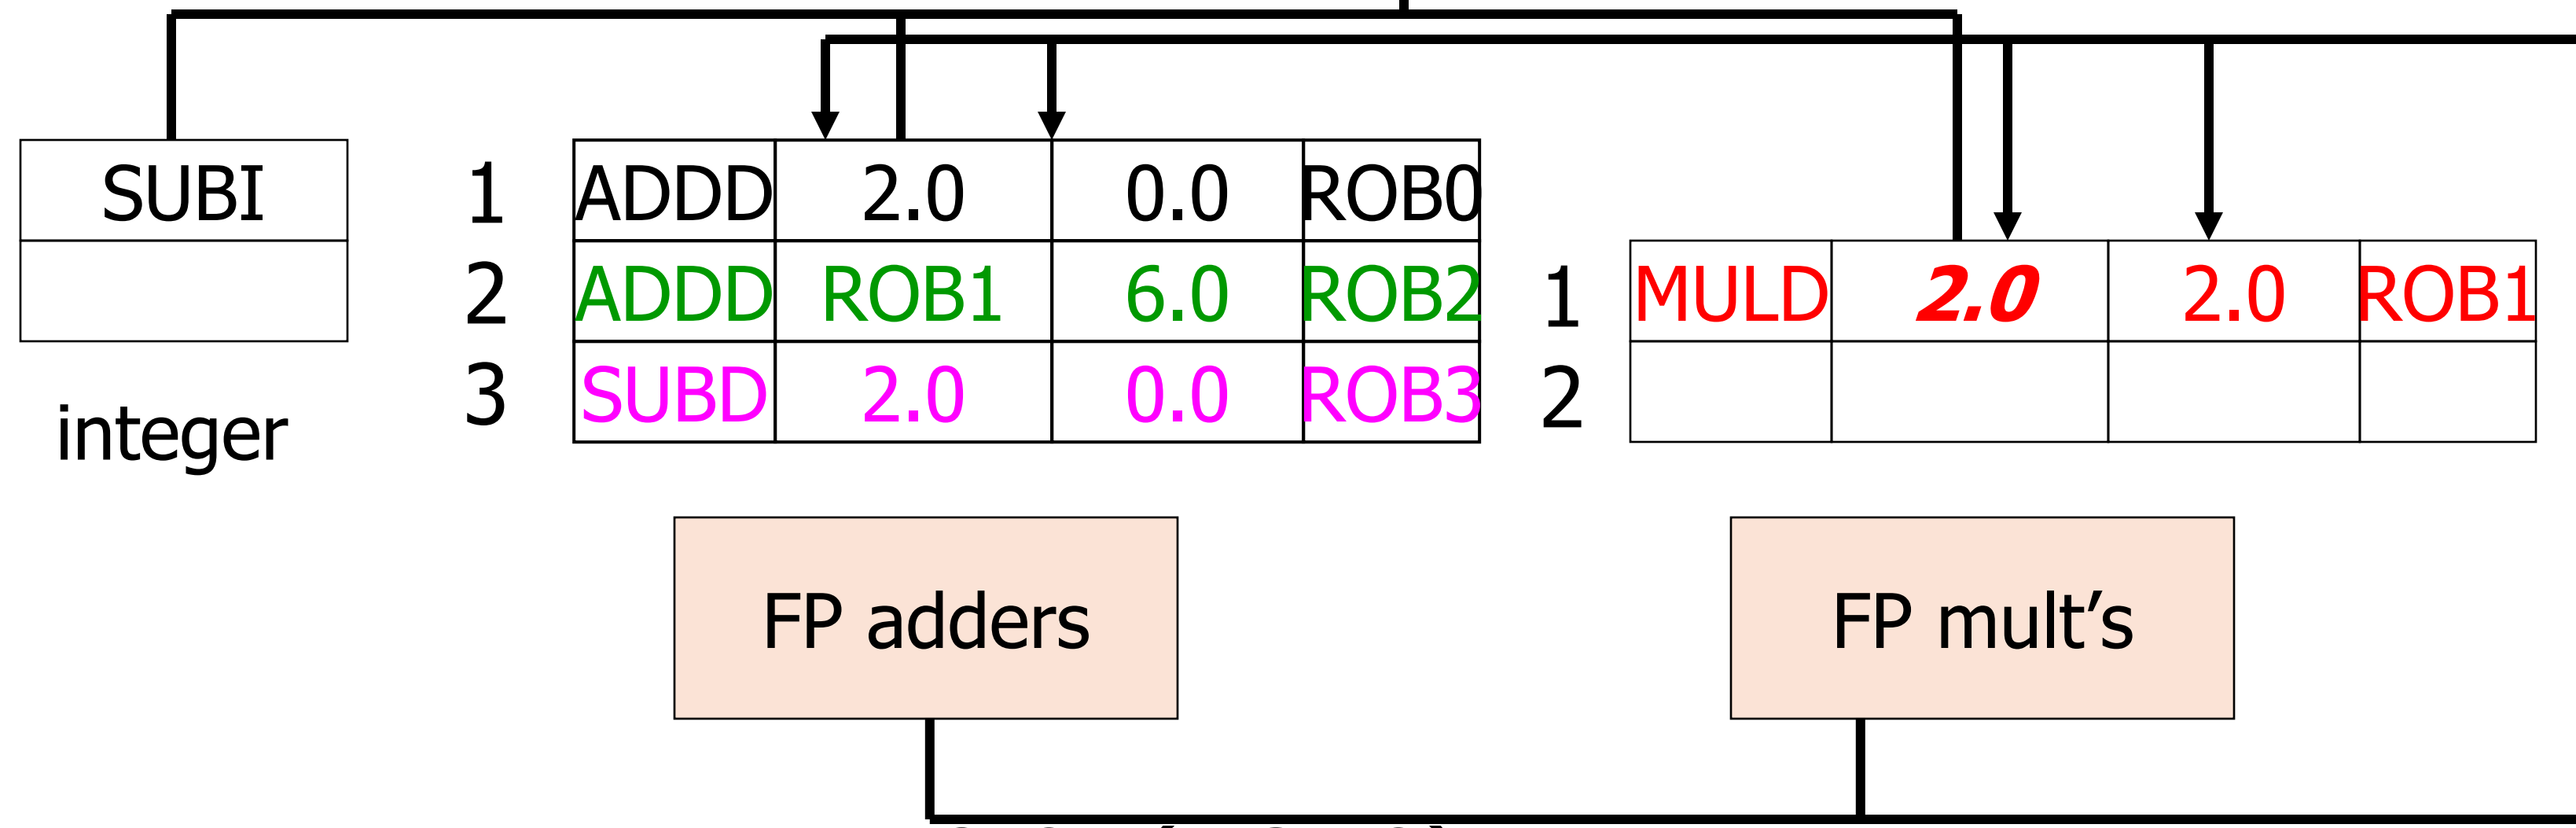 SUBI
integer
1 ADDD 2.0 0.0 ROB0
2 ADDD ROB1 6.0 ROB2
3 SUBD 2.0 0.0 ROB3
1 MULD 2.0 2.0 ROB1
2
FP adders
FP mult’s